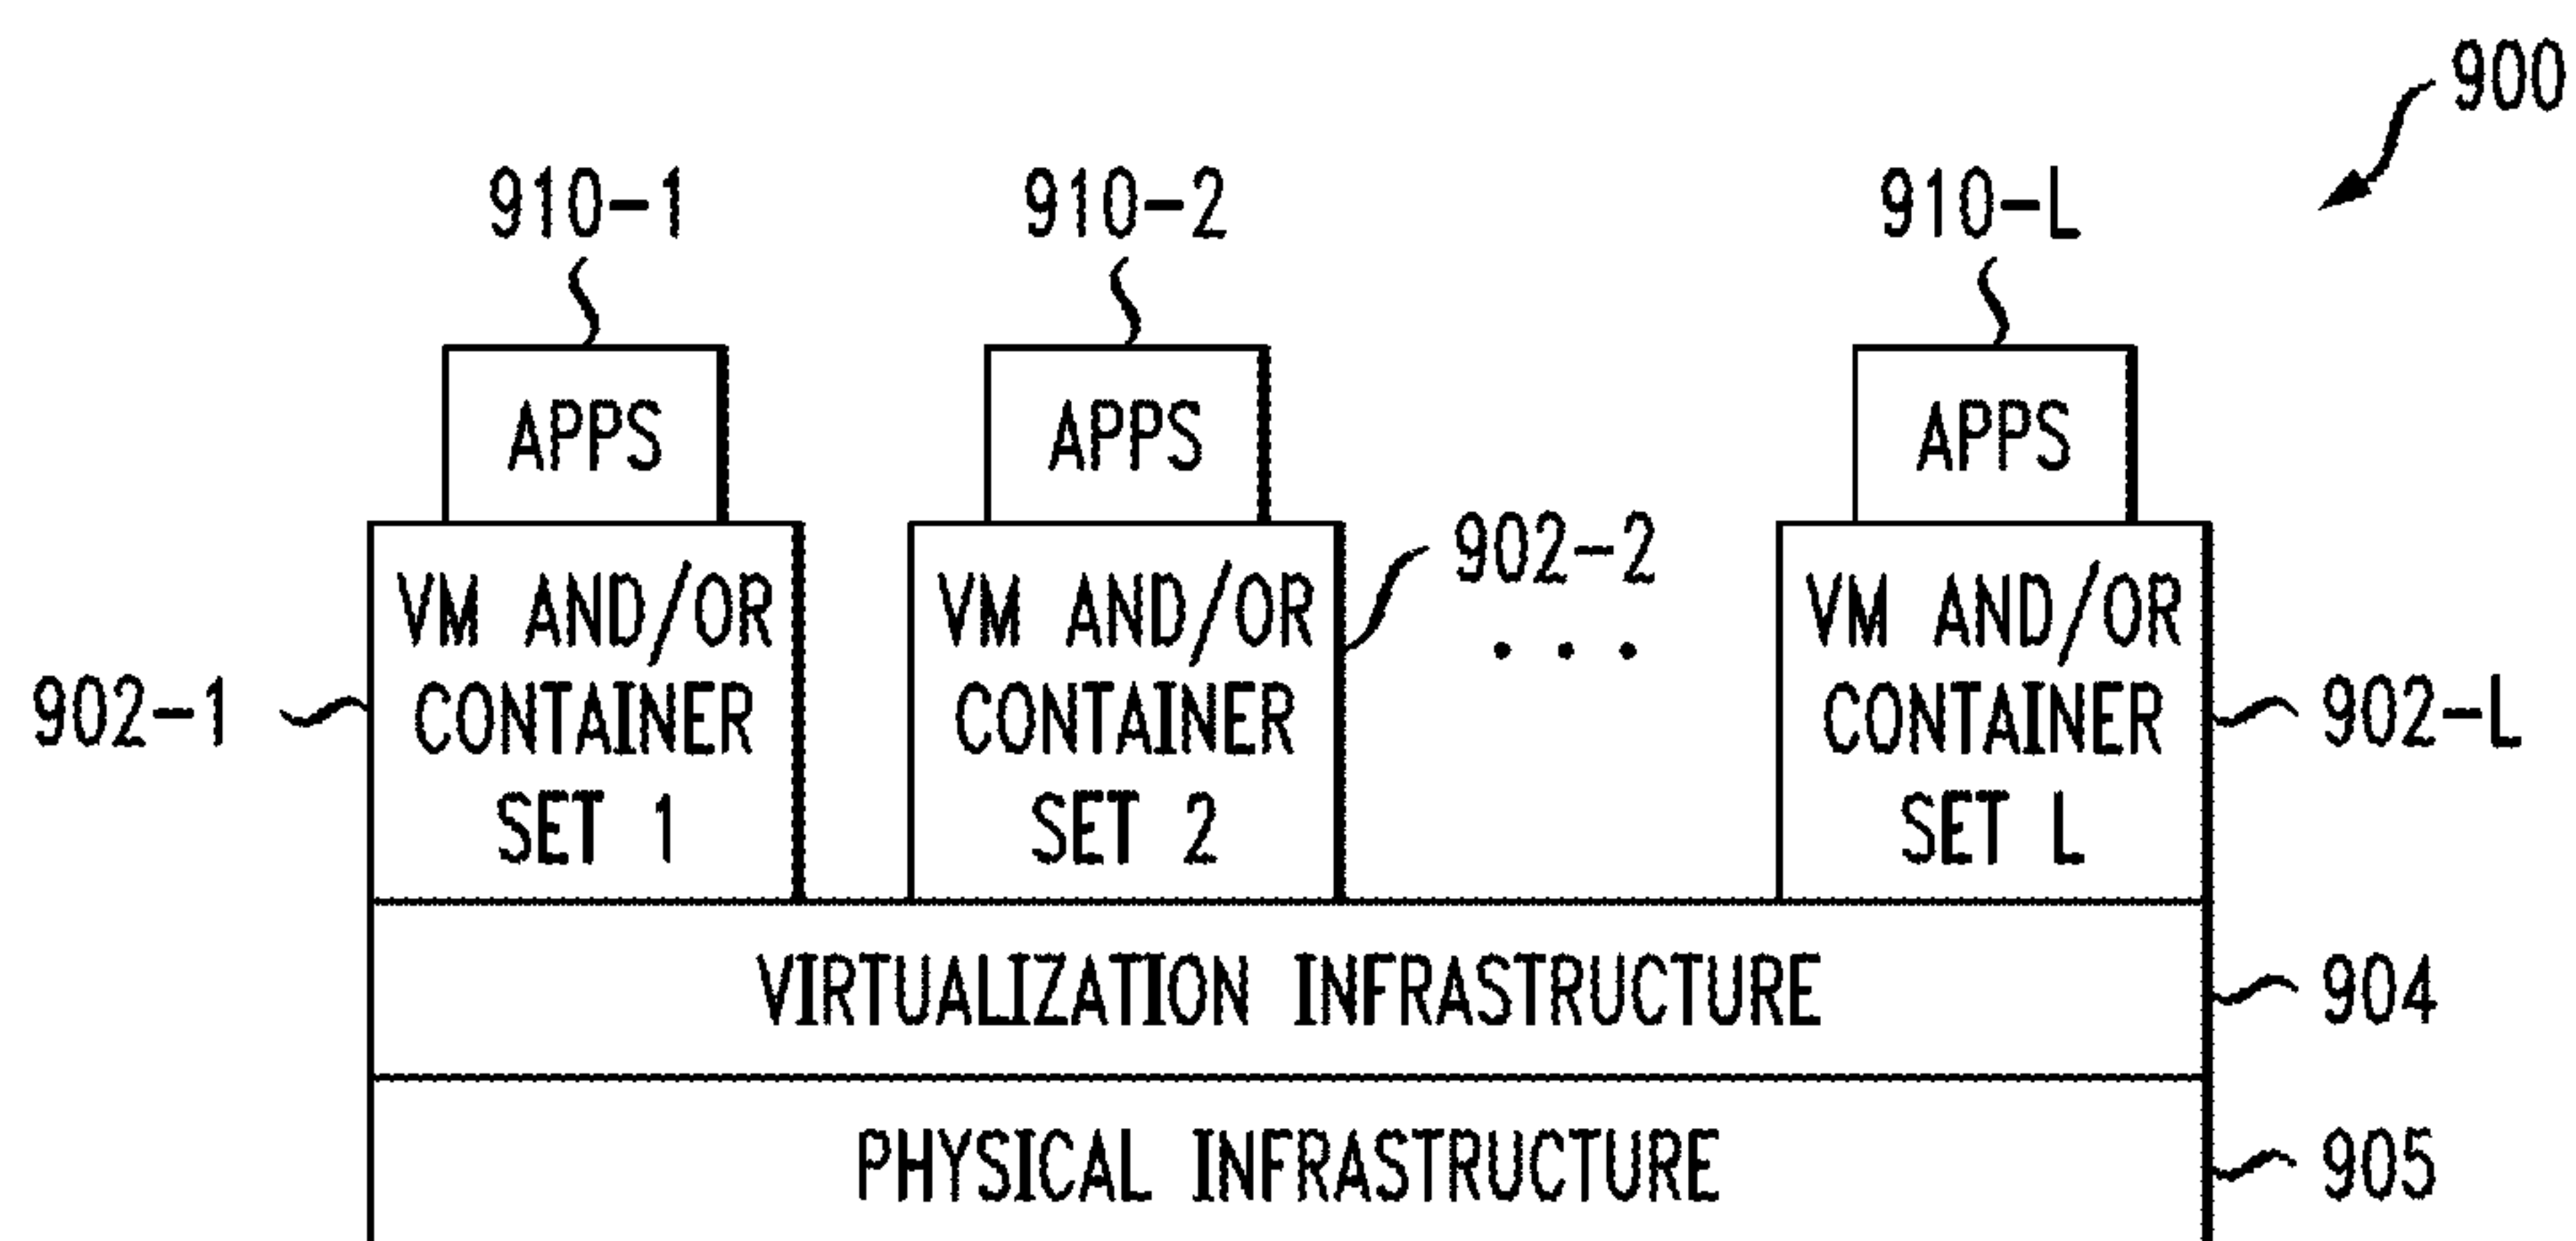 900
910-1 910-2 910-L
APPS APPS APPS
902-2
VM AND/OR VM AND/OR VM AND/OR
CONTAINER CONTAINER CONTAINER
902-1 902-L
SET 1 SET 2 SET L
VIRTUALIZATION INFRASTRUCTURE 904
PHYSICAL INFRASTRUCTURE 905